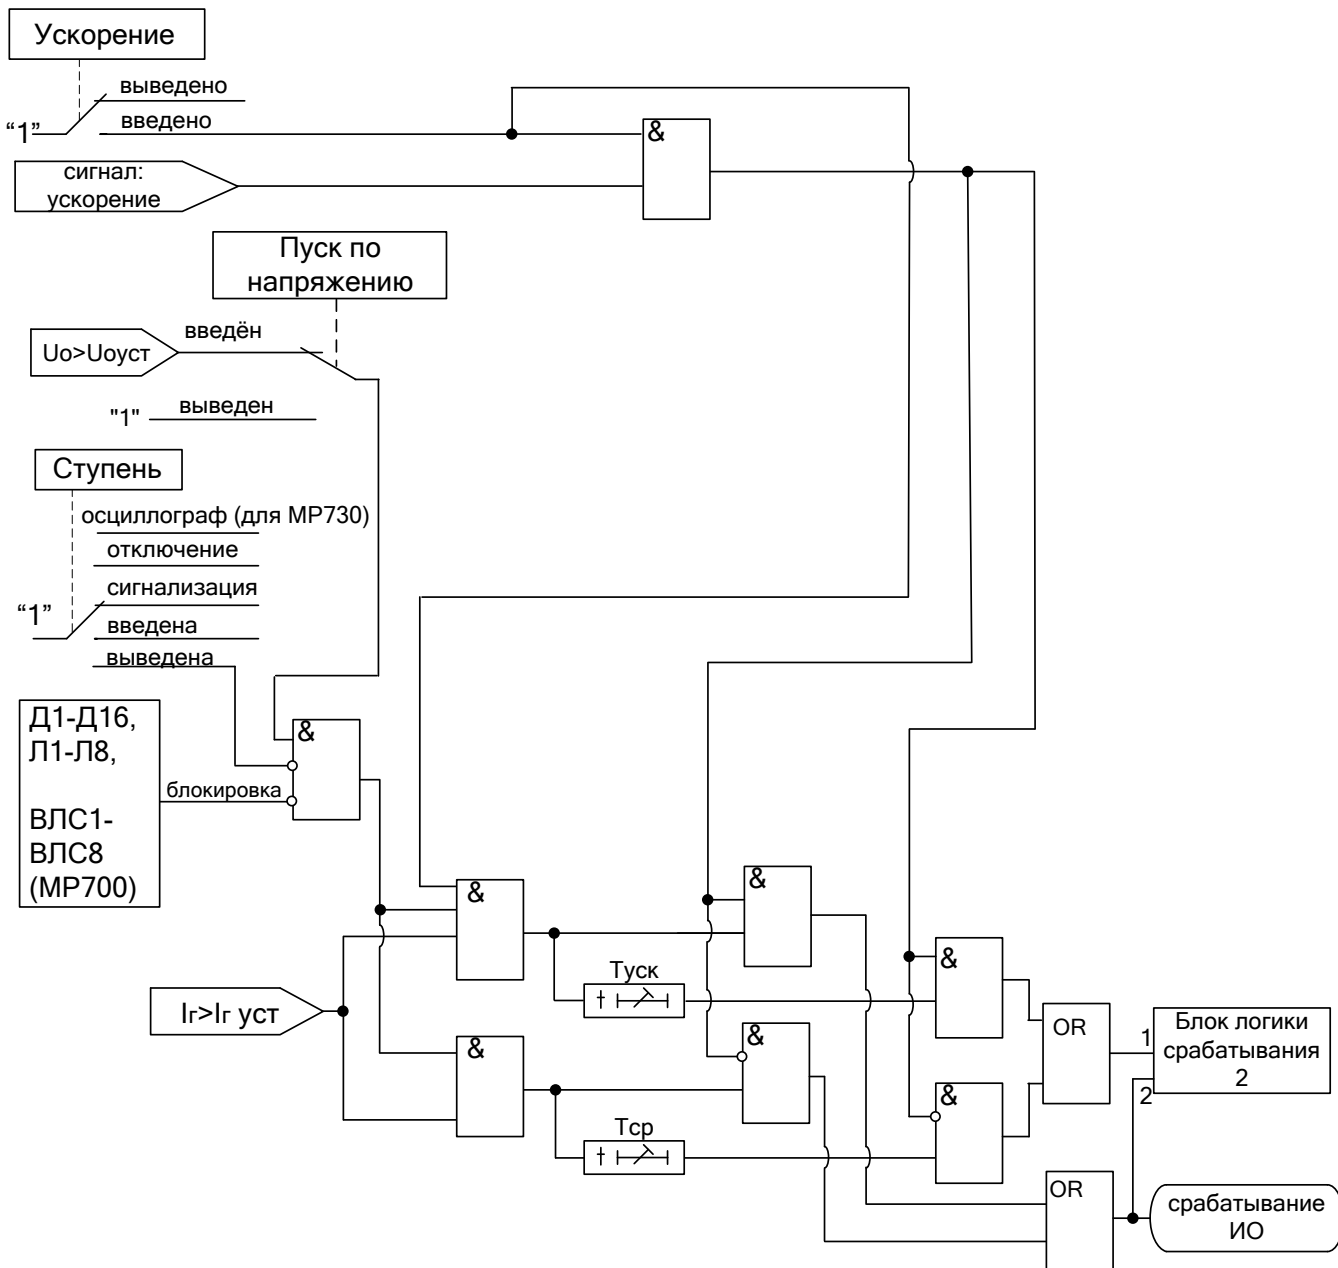 Ускорение
выведено
“1”
введено
&
сигнал:
ускорение
Пуск по
напряжению
введён
Uo>Uoуст
"1"
выведен
Ступень
осциллограф (для МР730)
отключение
сигнализация
“1”
введена
выведена
Д1-Д16,
Л1-Л8,
ВЛС1-
ВЛС8
(МР700)
&
блокировка
&
&
&
Туск
Iг>Iг уст
&
&
OR
1
Блок логики
срабатывания
2
2
&
&
Тср
OR
срабатывание
ИО